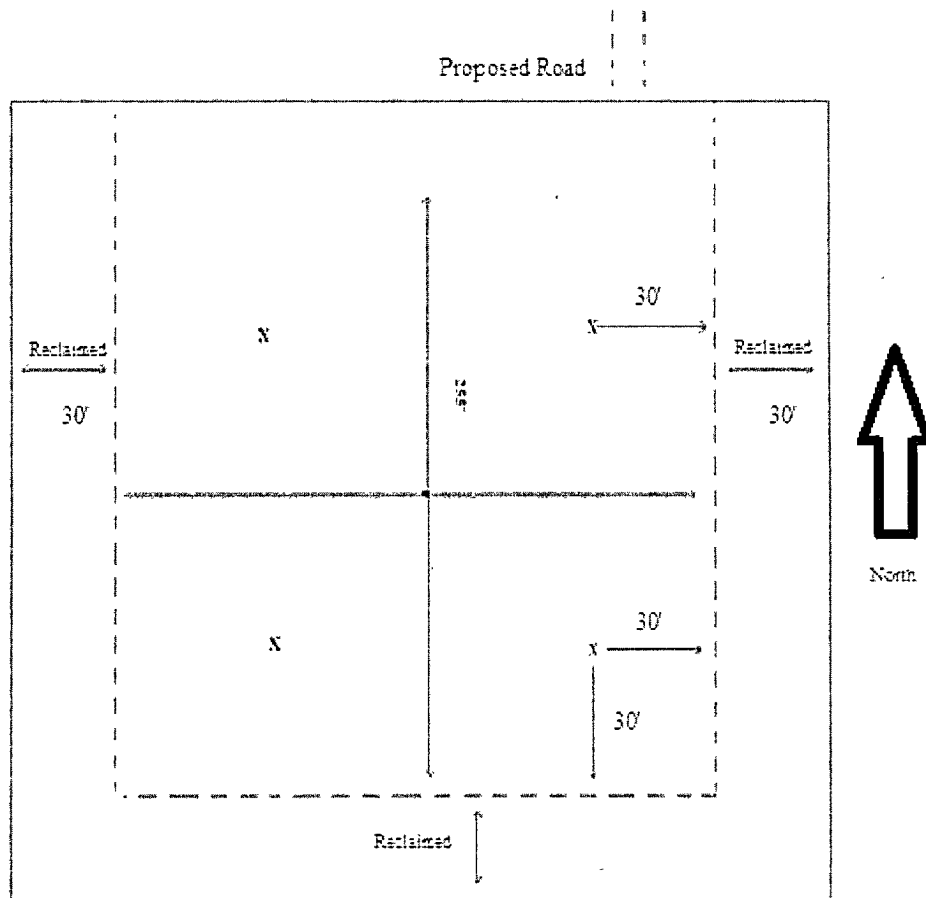 Proposed Road
30'
Reclaimed
30'
Reclaimed
30'
x
x
North
30'
x
x
30'
Reclaimed